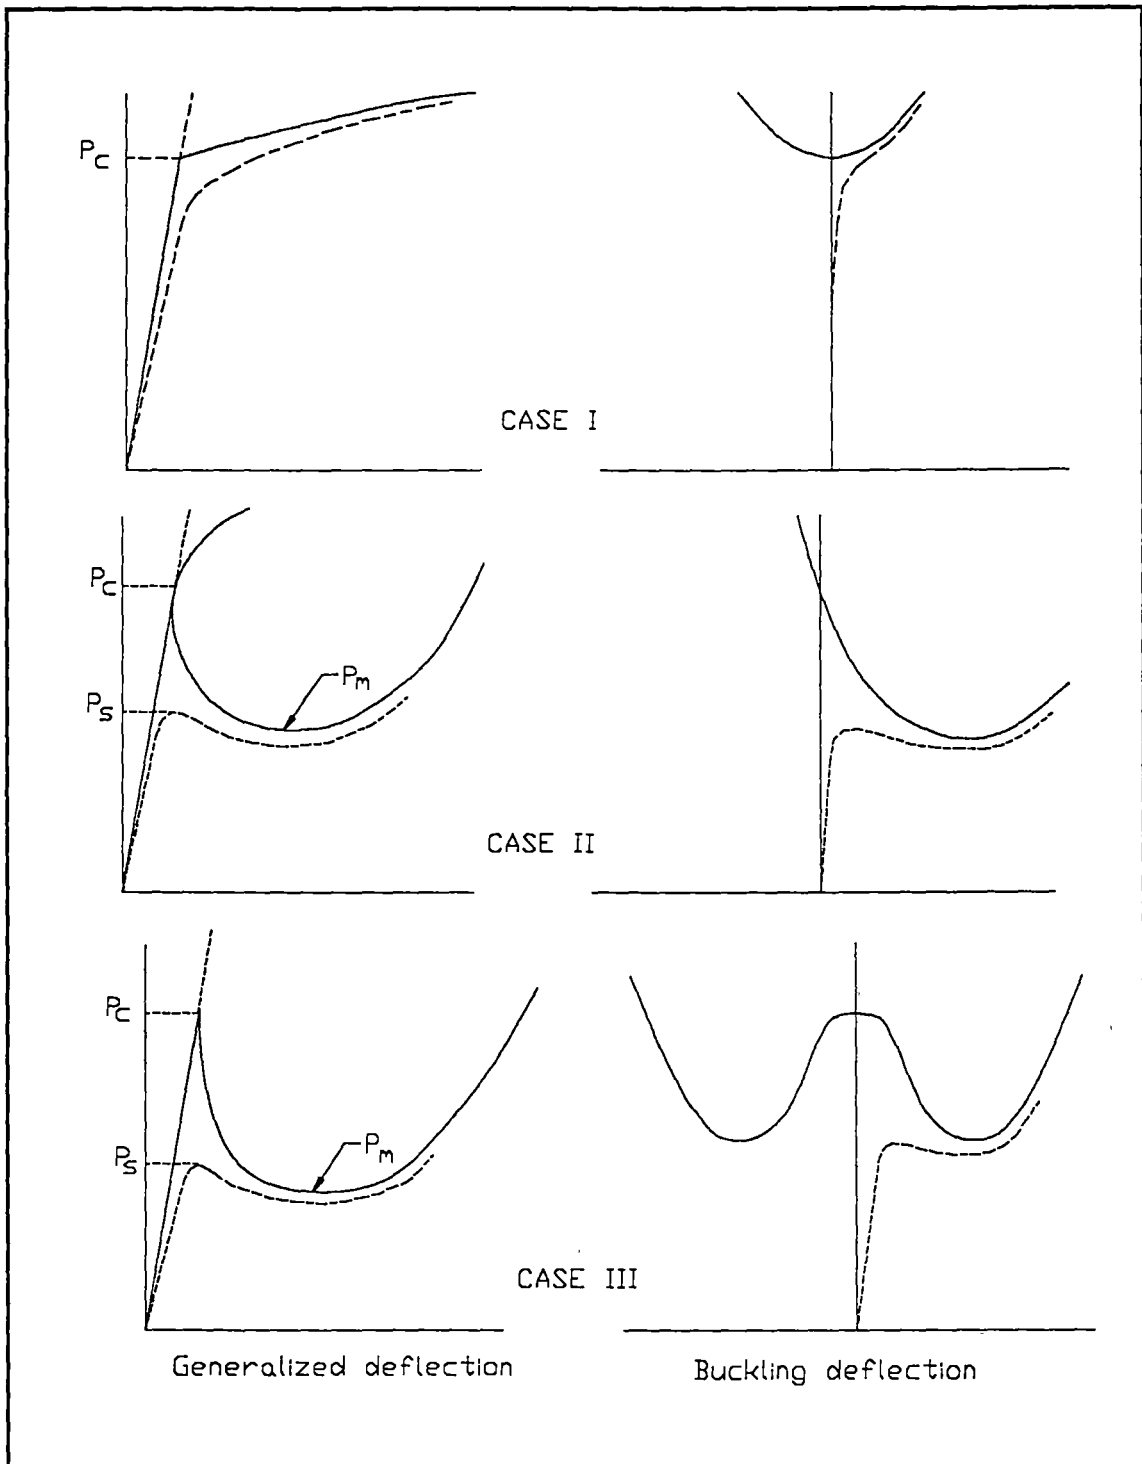 Pc
CASE I
Pc
Pm
Ps
CASE II
Pc
Ps
Pm
CASE III
Generalized deflection
Buckling deflection